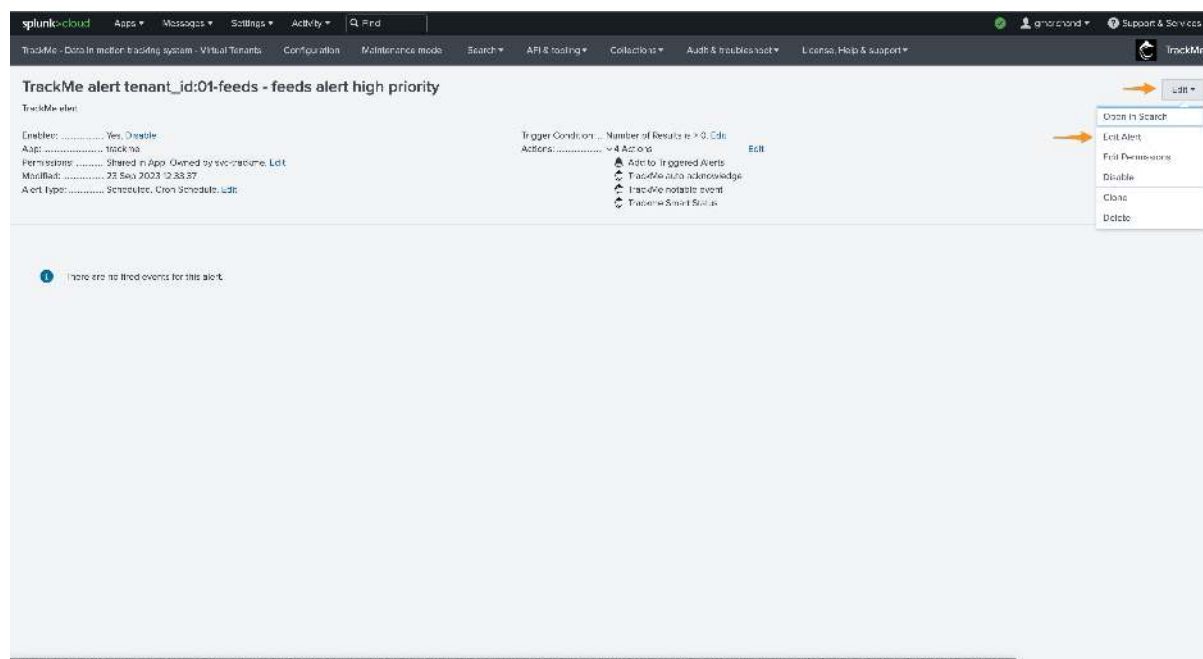 splunk>cloud Apps Messages Settings Activity Find gmarchand Support & Services
TrackMe - Data in motion tracking system - Virtual Tenants Configuration Maintenance mode Search API & tooling Collections Audit & troubleshoot License, Help & support TrackMe
TrackMe alert tenant_id:01-feeds - feeds alert high priority
Edit
TrackMe alert
Enabled: ............... Yes. Disable
App: ...................... trackme
Permissions: .......... Shared in App. Owned by svc-trackme. Edit
Modified: ............... 23 Sep 2023 12:33:37
Alert Type: ............ Scheduled. Cron Schedule. Edit
Trigger Condition: .. Number of Results is > 0. Edit
Actions: ................. 4 Actions Edit
Add to Triggered Alerts
TrackMe auto acknowledge
TrackMe notable event
Trackme Smart Status
Open in Search
Edit Alert
Edit Permissions
Disable
Clone
Delete
There are no fired events for this alert.